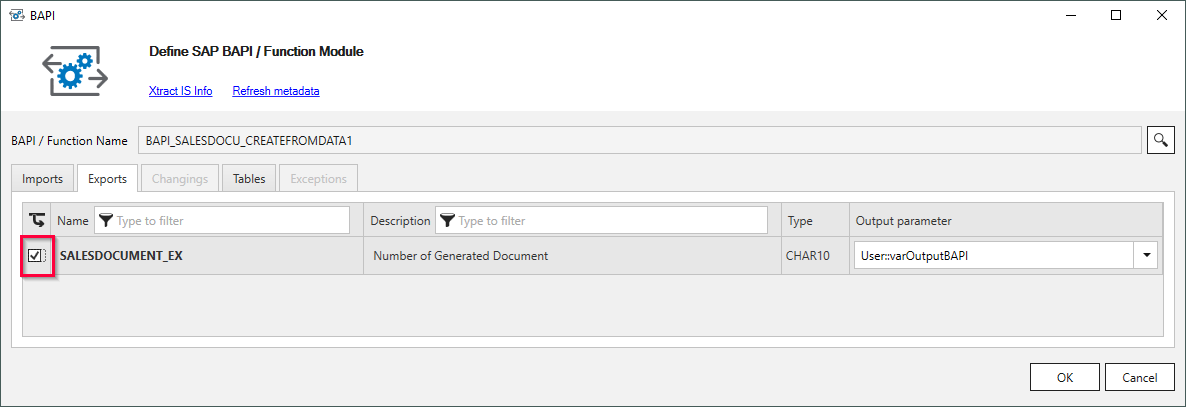 BAPI
Define SAP BAPI / Function Module
Xtract IS Info Refresh metadata
BAPI / Function Name BAPI_SALESDOCU_CREATEFROMDATA1
Imports Exports Changings Tables Exceptions
Name Type to filter Description Type to filter Type Output parameter
SALESDOCUMENT_EX Number of Generated Document CHAR10 User::varOutputBAPI
OK Cancel